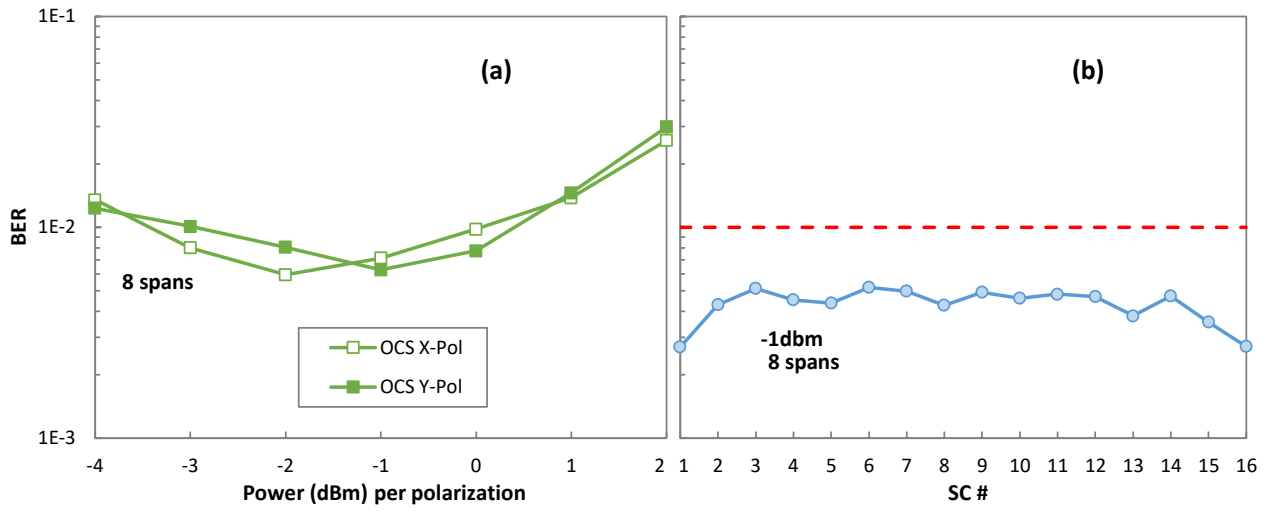 1E-1
1E-2
1E-3
BER
(a)
8 spans
OCS X-Pol
OCS Y-Pol
-4 -3 -2 -1 0 1 2
Power (dBm) per polarization
(b)
-1dbm
8 spans
1 2 3 4 5 6 7 8 9 10 11 12 13 14 15 16
SC #